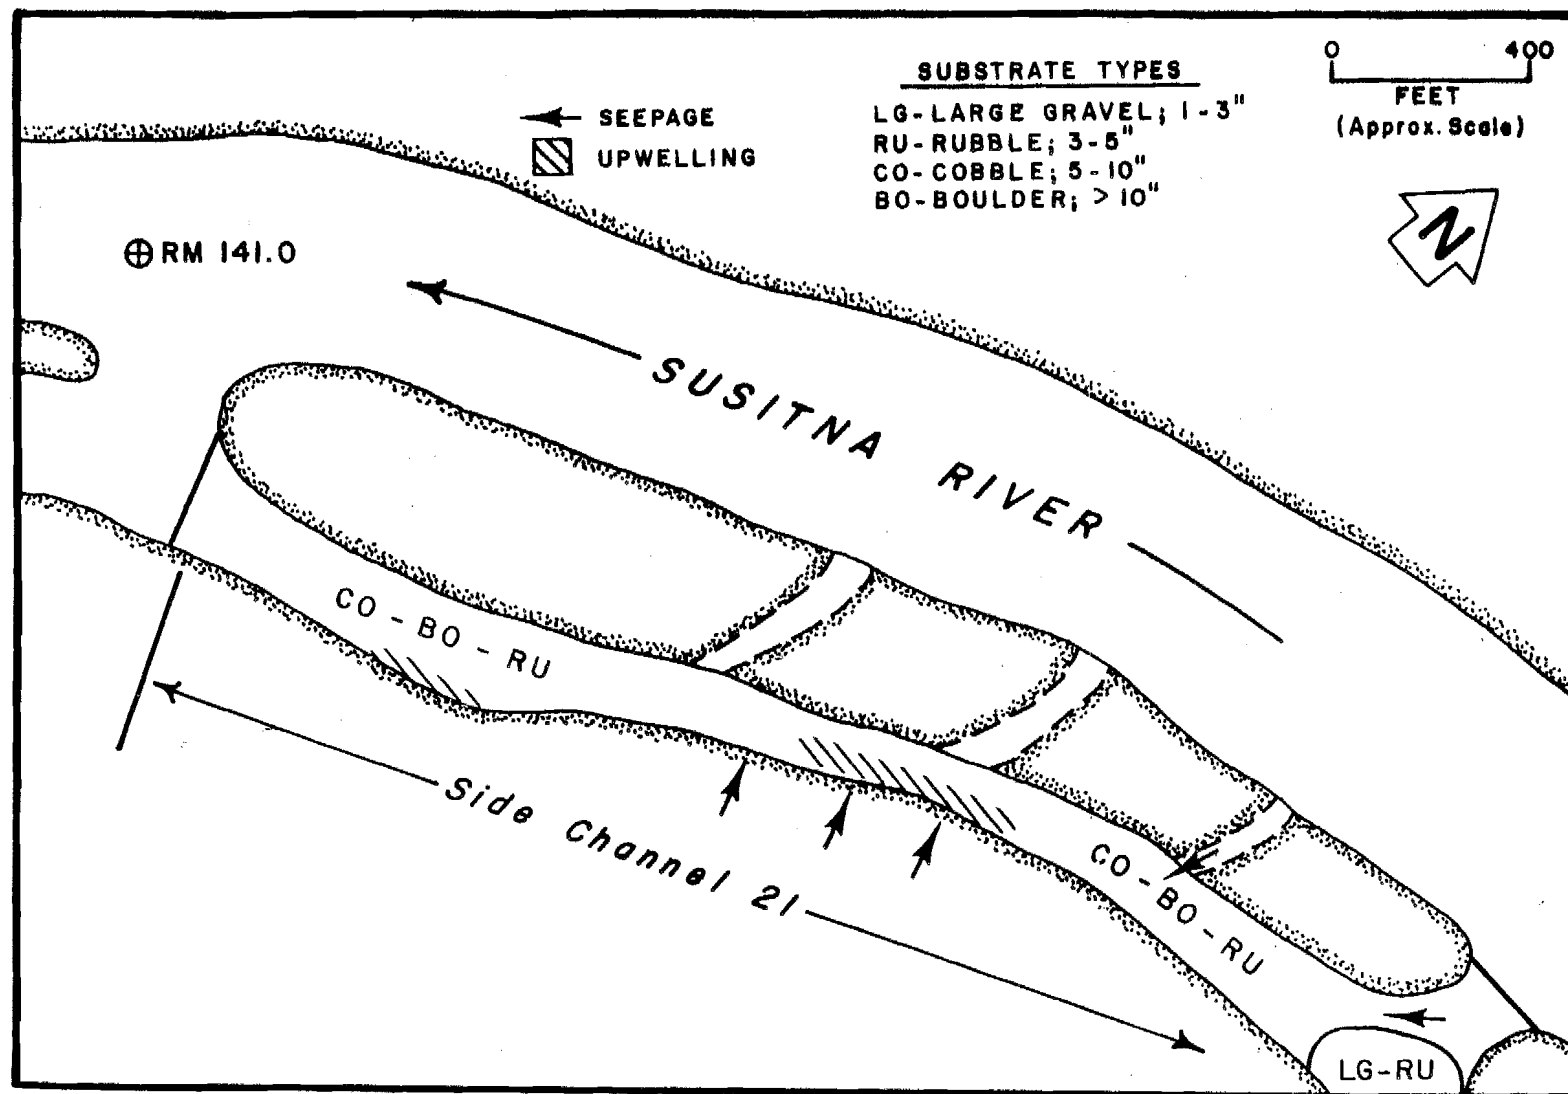 0 400
FEET
(Approx. Scale)
SUBSTRATE TYPES
LG-LARGE GRAVEL; 1-3"
RU-RUBBLE; 3-5"
CO-COBBLE; 5-10"
BO-BOULDER; > 10"
SEEPAGE
UPWELLING
N
RM 141.0
SUSITNA RIVER
CO-BO-RU
Side Channel 21
CO-BO-RU
LG-RU